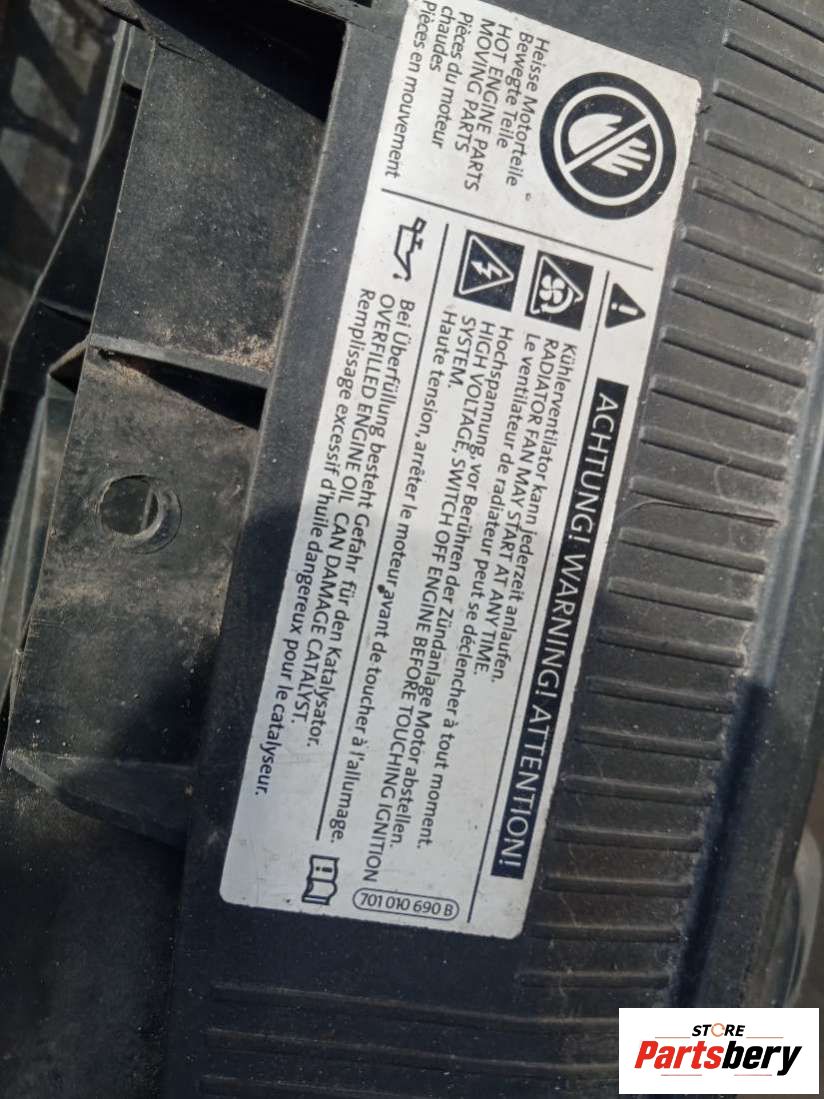 ACHTUNG! WARNING! ATTENTION!
Heisse Motorteile
Bewegte Teile
HOT ENGINE PARTS
MOVING PARTS
Pièces du moteur
chaudes
Pièces en mouvement
Kühlerventilator kann jederzeit anlaufen.
RADIATOR FAN MAY START AT ANY TIME.
Le ventilateur de radiateur peut se déclencher à tout moment.
Hochspannung, vor Berühren der Zündanlage Motor abstellen.
HIGH VOLTAGE, SWITCH OFF ENGINE BEFORE TOUCHING IGNITION
SYSTEM.
Haute tension, arrêter le moteur avant de toucher à l'allumage.
Bei Überfüllung besteht Gefahr für den Katalysator.
OVERFILLED ENGINE OIL CAN DAMAGE CATALYST.
Remplissage excessif d'huile dangereux pour le catalyseur.
701 010 690 B
STORE
Partsbery